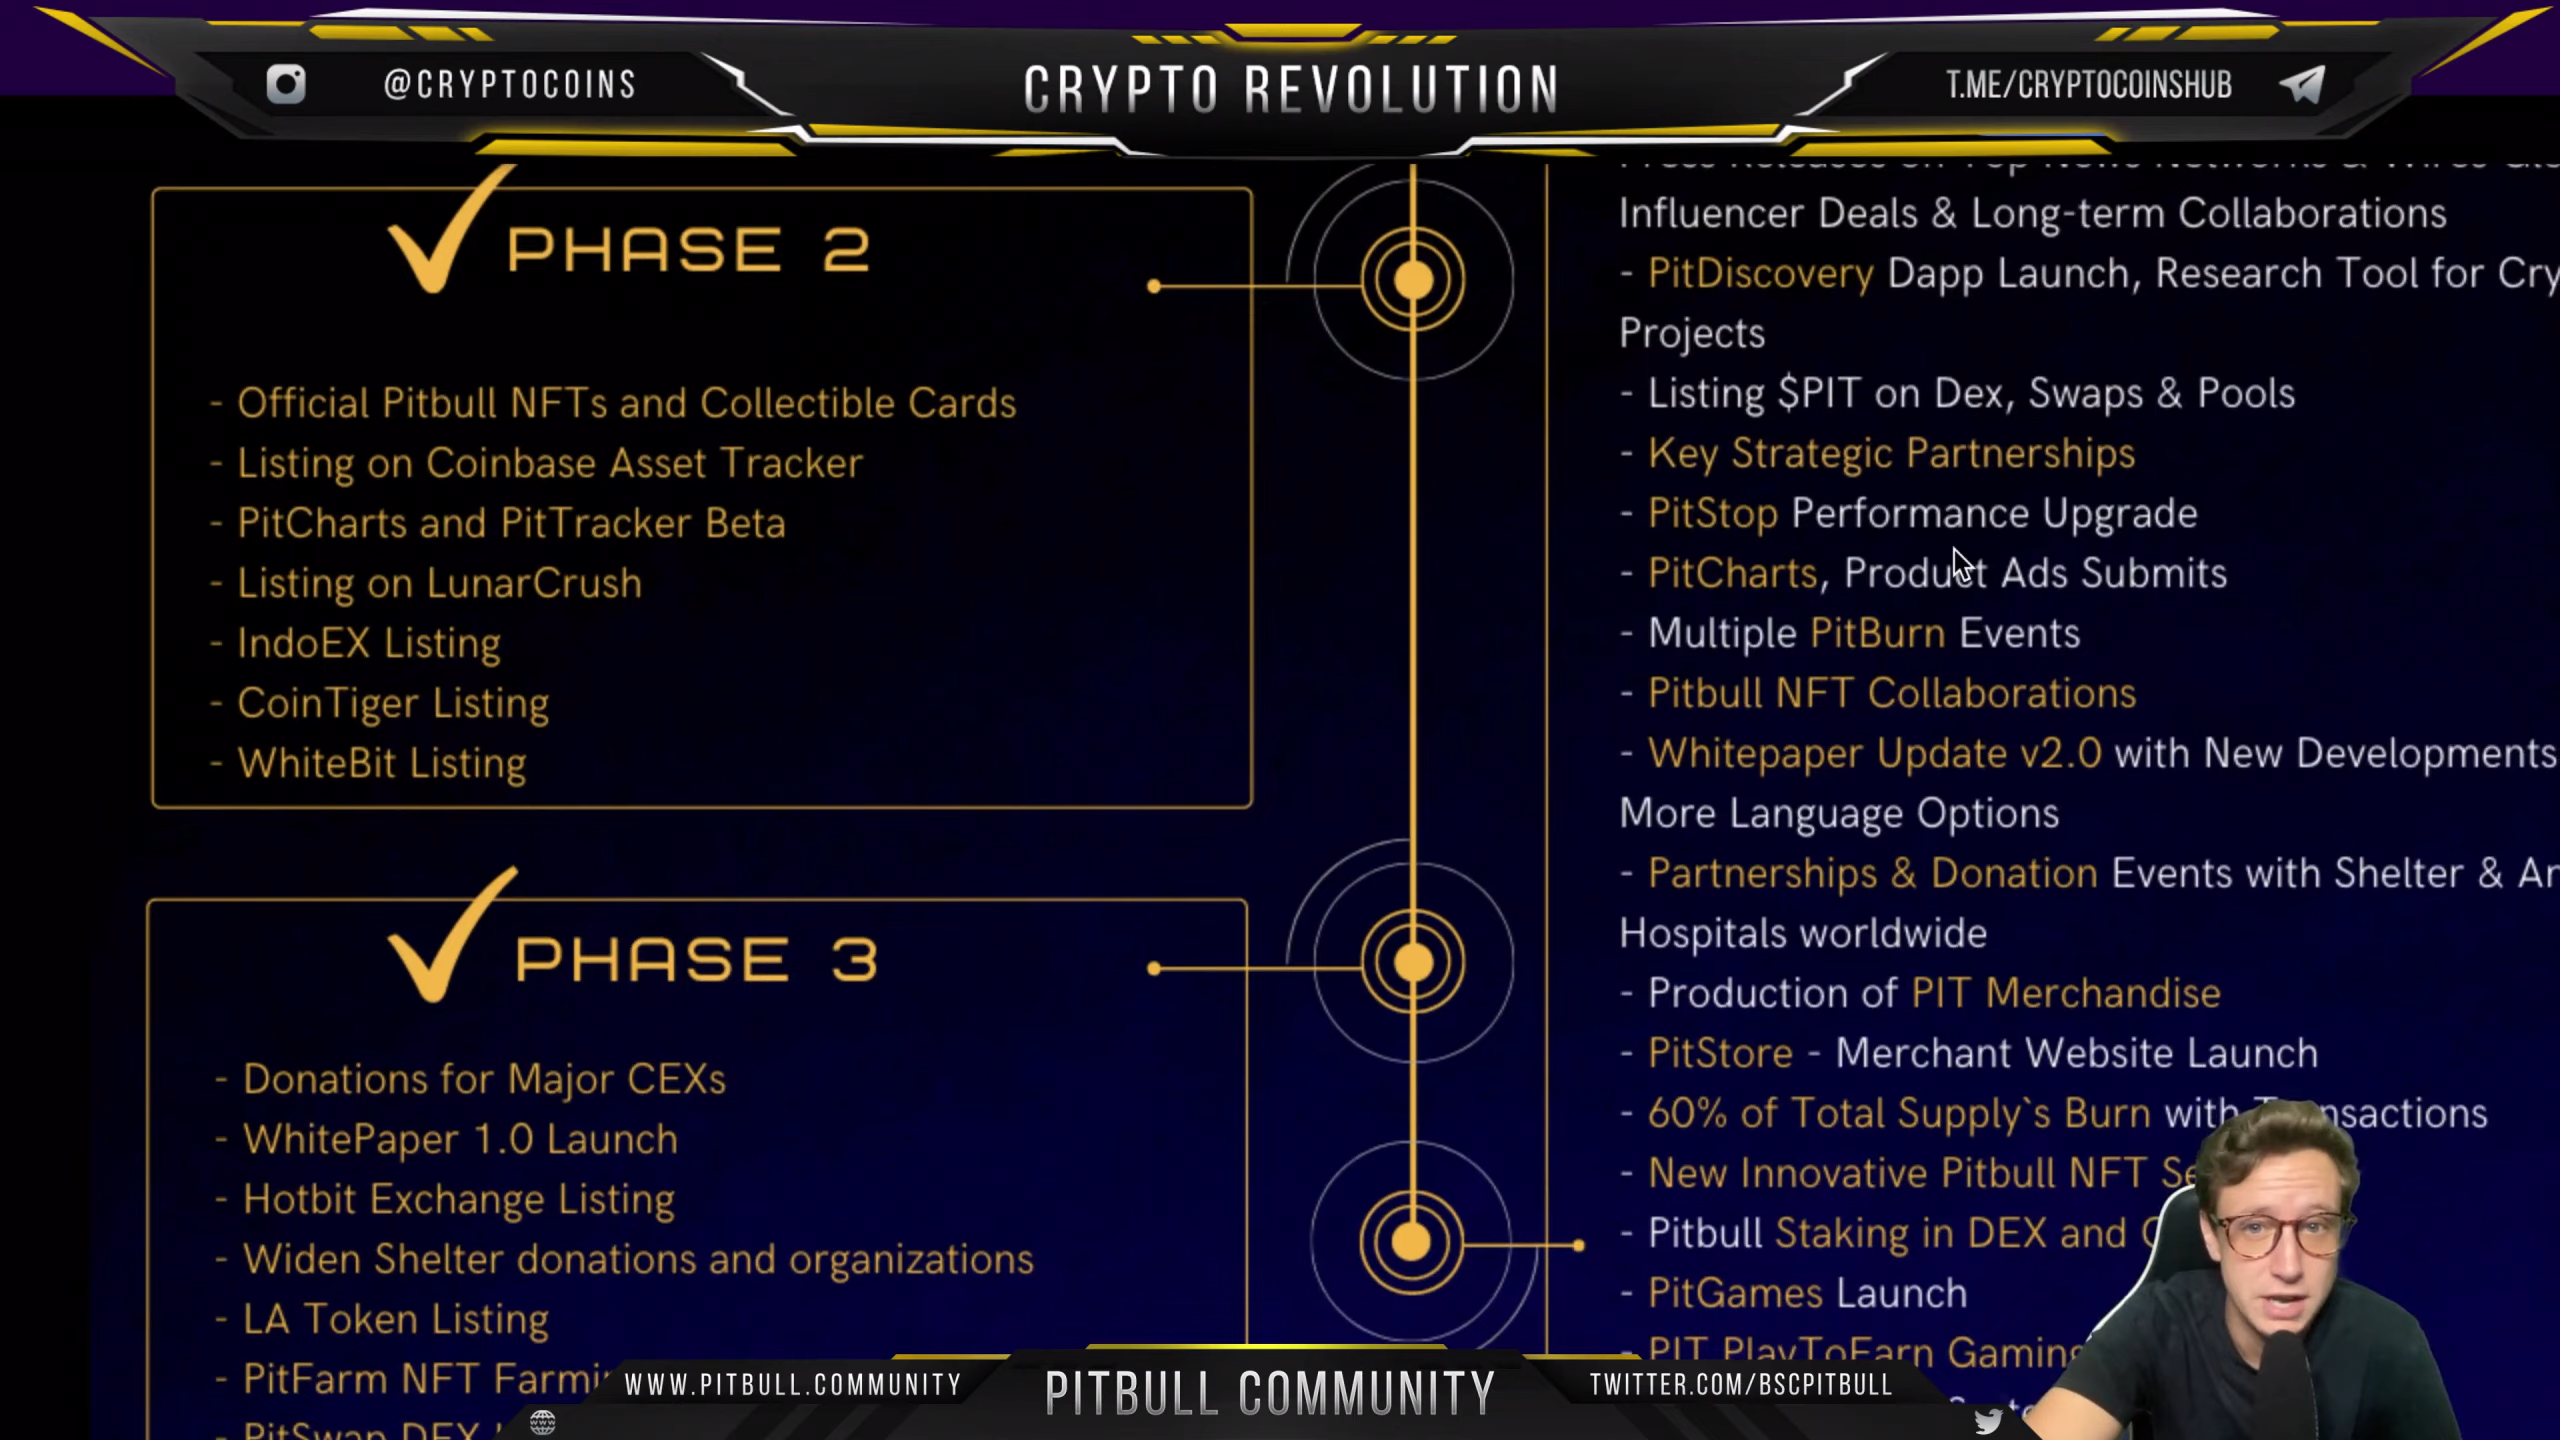 @CRYPTOCOINS
CRYPTO REVOLUTION
T.ME/CRYPTOCOINSHUB
PHASE 2
- Official Pitbull NFTs and Collectible Cards
- Listing on Coinbase Asset Tracker
- PitCharts and PitTracker Beta
- Listing on LunarCrush
- IndoEX Listing
- CoinTiger Listing
- WhiteBit Listing
PHASE 3
- Donations for Major CEXs
- WhitePaper 1.0 Launch
- Hotbit Exchange Listing
- Widen Shelter donations and organizations
- LA Token Listing
- PitFarm NFT
- PitSwap DEX
Influencer Deals & Long-term Collaborations
- PitDiscovery Dapp Launch, Research Tool for
Projects
- Listing $PIT on Dex, Swaps & Pools
- Key Strategic Partnerships
- PitStop Performance Upgrade
- PitCharts, Product Ads Submits
- Multiple PitBurn Events
- Pitbull NFT Collaborations
- Whitepaper Update v2.0 with New Developments
More Language Options
- Partnerships & Donation Events with Shelter &
Hospitals worldwide
- Production of PIT Merchandise
- PitStore - Merchant Website Launch
- 60% of Total Supply`s Burn with
- New Innovative Pitbull NFT
- Pitbull Staking in DEX and
- PitGames Launch
- PIT PlayToEarn Gaming
WWW.PITBULL.COMMUNITY
PITBULL COMMUNITY
TWITTER.COM/BSCPITBULL